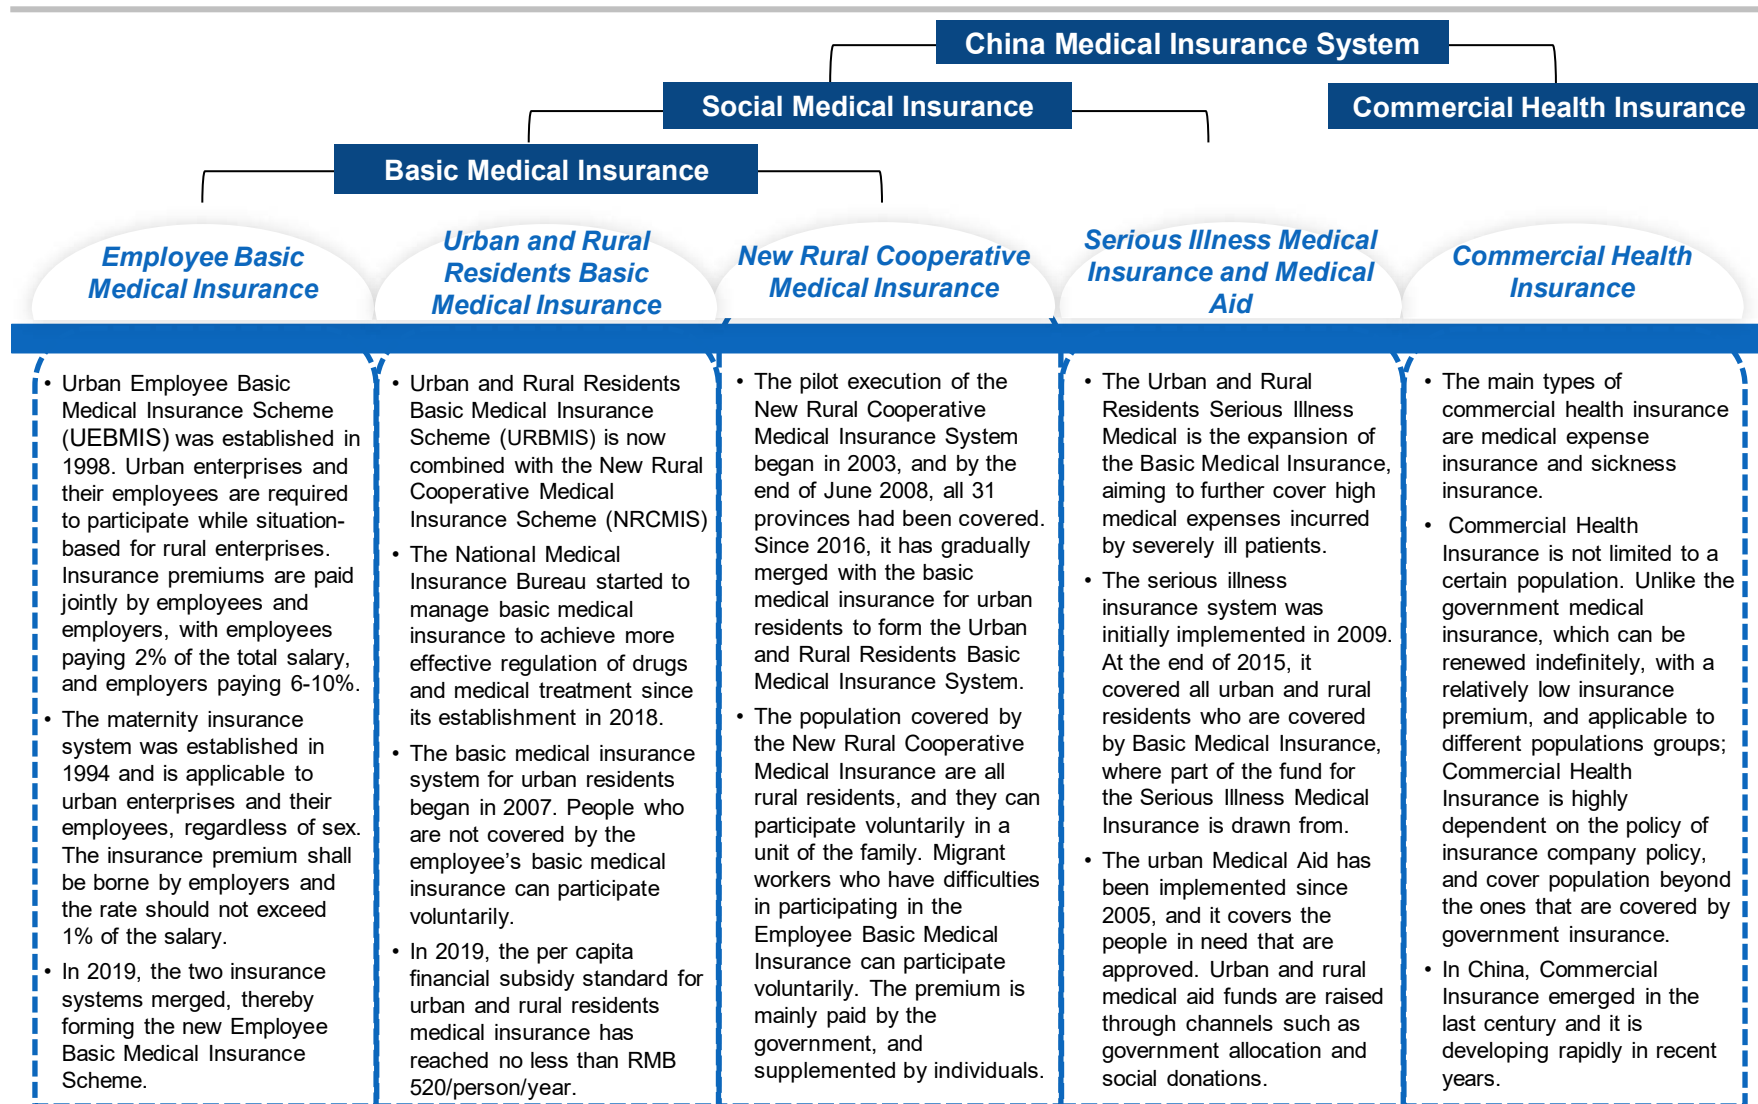 China Medical Insurance System
Social Medical Insurance
Commercial Health Insurance
Basic Medical Insurance
Employee Basic
Medical Insurance
Urban and Rural
Residents Basic
Medical Insurance
New Rural Cooperative
Medical Insurance
Serious Illness Medical
Insurance and Medical
Aid
Commercial Health
Insurance
• Urban Employee Basic
Medical Insurance Scheme
(UEBMIS) was established in
1998. Urban enterprises and
their employees are required
to participate while situation-
based for rural enterprises.
Insurance premiums are paid
jointly by employees and
employers, with employees
paying 2% of the total salary,
and employers paying 6-10%.
• The maternity insurance
system was established in
1994 and is applicable to
urban enterprises and their
employees, regardless of sex.
The insurance premium shall
be borne by employers and
the rate should not exceed
1% of the salary.
• In 2019, the two insurance
systems merged, thereby
forming the new Employee
Basic Medical Insurance
Scheme.
• Urban and Rural Residents
Basic Medical Insurance
Scheme (URBMIS) is now
combined with the New Rural
Cooperative Medical
Insurance Scheme (NRCMIS)
• The National Medical
Insurance Bureau started to
manage basic medical
insurance to achieve more
effective regulation of drugs
and medical treatment since
its establishment in 2018.
• The basic medical insurance
system for urban residents
began in 2007. People who
are not covered by the
employee’s basic medical
insurance can participate
voluntarily.
• In 2019, the per capita
financial subsidy standard for
urban and rural residents
medical insurance has
reached no less than RMB
520/person/year.
• The pilot execution of the
New Rural Cooperative
Medical Insurance System
began in 2003, and by the
end of June 2008, all 31
provinces had been covered.
Since 2016, it has gradually
merged with the basic
medical insurance for urban
residents to form the Urban
and Rural Residents Basic
Medical Insurance System.
• The population covered by
the New Rural Cooperative
Medical Insurance are all
rural residents, and they can
participate voluntarily in a
unit of the family. Migrant
workers who have difficulties
in participating in the
Employee Basic Medical
Insurance can participate
voluntarily. The premium is
mainly paid by the
government, and
supplemented by individuals.
• The Urban and Rural
Residents Serious Illness
Medical is the expansion of
the Basic Medical Insurance,
aiming to further cover high
medical expenses incurred
by severely ill patients.
• The serious illness
insurance system was
initially implemented in 2009.
At the end of 2015, it
covered all urban and rural
residents who are covered
by Basic Medical Insurance,
where part of the fund for
the Serious Illness Medical
Insurance is drawn from.
• The urban Medical Aid has
been implemented since
2005, and it covers the
people in need that are
approved. Urban and rural
medical aid funds are raised
through channels such as
government allocation and
social donations.
• The main types of
commercial health insurance
are medical expense
insurance and sickness
insurance.
• Commercial Health
Insurance is not limited to a
certain population. Unlike the
government medical
insurance, which can be
renewed indefinitely, with a
relatively low insurance
premium, and applicable to
different populations groups;
Commercial Health
Insurance is highly
dependent on the policy of
insurance company policy,
and cover population beyond
the ones that are covered by
government insurance.
• In China, Commercial
Insurance emerged in the
last century and it is
developing rapidly in recent
years.